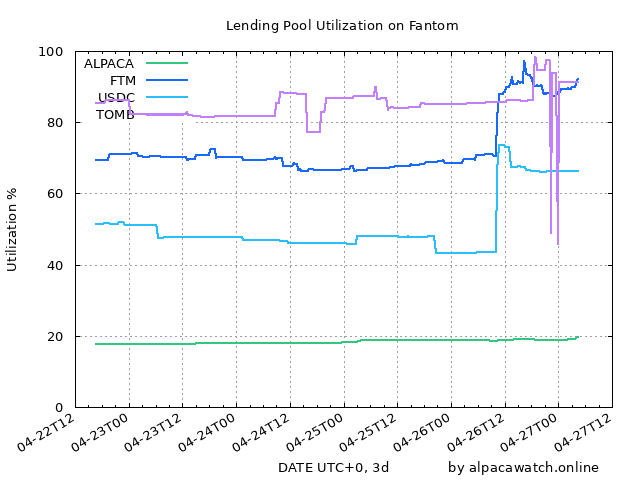 Lending Pool Utilization on Fantom
100
80
60
40
20
0
Utilization %
ALPACA
FTM
USDC
TOMB
04-22T12
04-23T00
04-23T12
04-24T00
04-24T12
04-25T00
04-25T12
04-26T00
04-26T12
04-27T00
04-27T12
DATE UTC+0, 3d
by alpacawatch.online